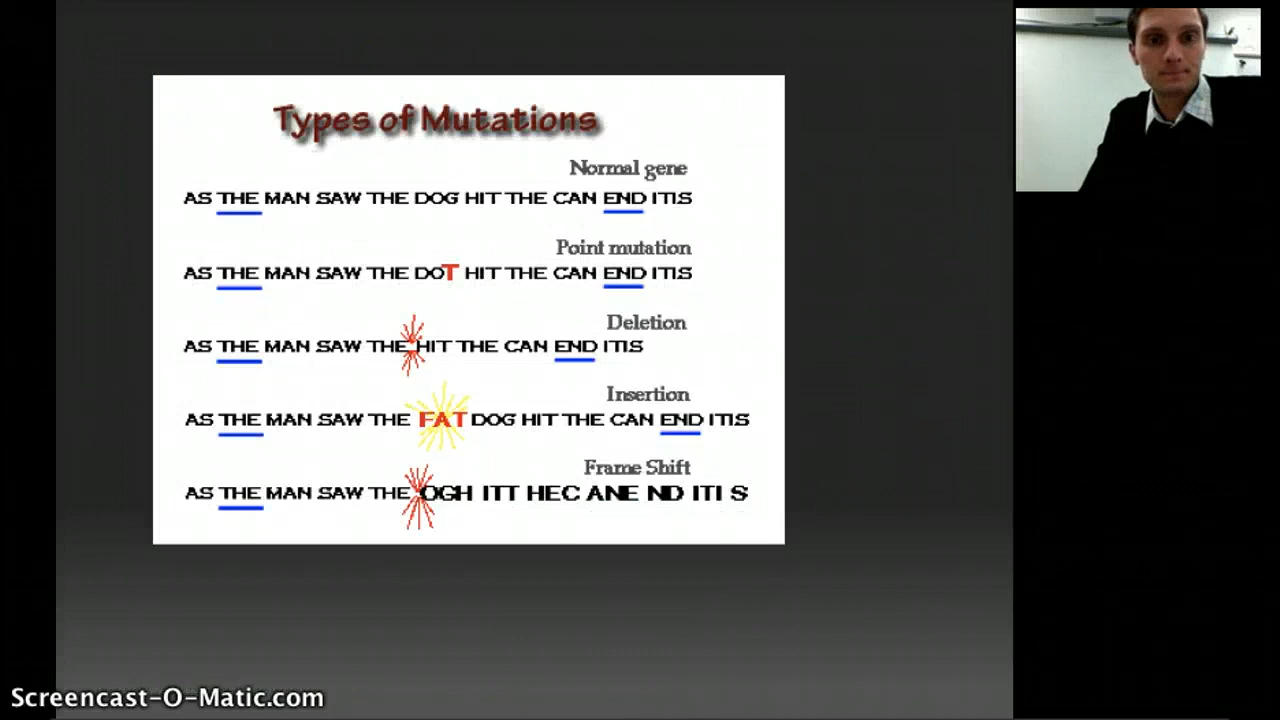 Types of Mutations
Normal gene
AS THE MAN SAW THE DOG HIT THE CAN END ITIS
Point mutation
AS THE MAN SAW THE DOT HIT THE CAN END ITIS
Deletion
AS THE MAN SAW THE HIT THE CAN END ITIS
Insertion
AS THE MAN SAW THE FAT DOG HIT THE CAN END ITIS
Frame Shift
AS THE MAN SAW THE OGH ITT HEC ANE ND ITI S
Screencast-O-Matic.com